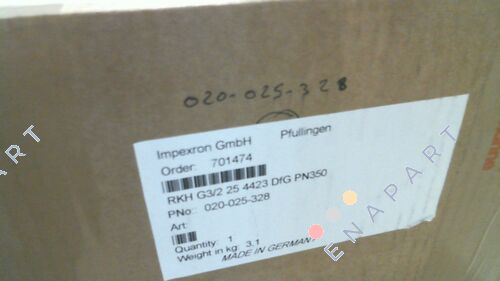 020-025-328
Impexron GmbH Pfullingen
Order: 701474
RKH G3/2 25 4423 DfG PN350
PNo.: 020-025-328
Art:
Quantity: 1
Weight in kg: 3.1
MADE IN GERMANY
ENAPART
ENAPART